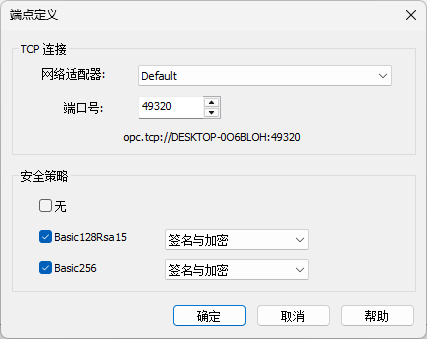 端点定义
TCP 连接
网络适配器: Default
端口号: 49320
opc.tcp://DESKTOP-0O6BLOH:49320
安全策略
无
Basic128Rsa15 签名与加密
Basic256 签名与加密
确定 取消 帮助